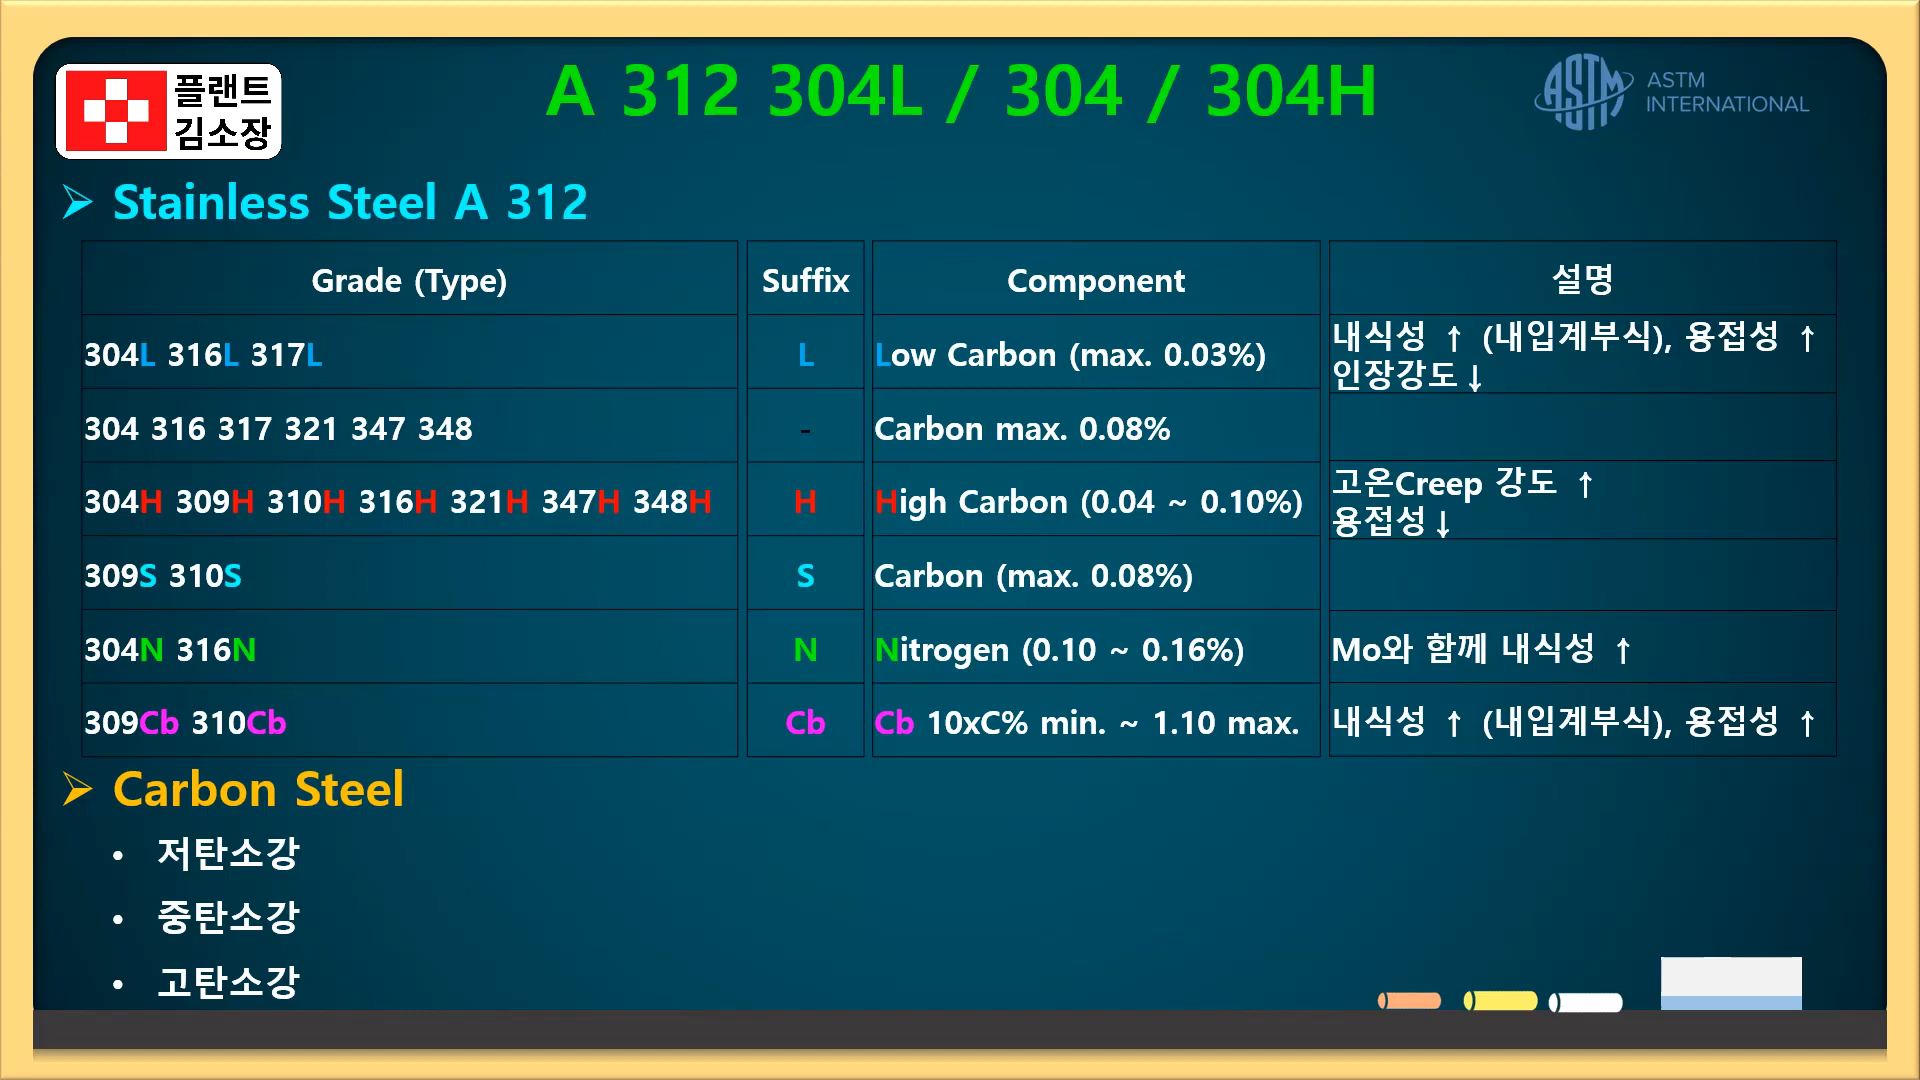 플랜트
김소장
A 312 304L / 304 / 304H
ASTM
ASTM
INTERNATIONAL
➢ Stainless Steel A 312
Grade (Type) Suffix Component 설명
304L 316L 317L L Low Carbon (max. 0.03%) 내식성 ↑ (내입계부식), 용접성 ↑
인장강도↓
304 316 317 321 347 348 - Carbon max. 0.08%
304H 309H 310H 316H 321H 347H 348H H High Carbon (0.04 ~ 0.10%) 고온Creep 강도 ↑
용접성↓
309S 310S S Carbon (max. 0.08%)
304N 316N N Nitrogen (0.10 ~ 0.16%) Mo와 함께 내식성 ↑
309Cb 310Cb Cb Cb 10xC% min. ~ 1.10 max. 내식성 ↑ (내입계부식), 용접성 ↑
➢ Carbon Steel
• 저탄소강
• 중탄소강
• 고탄소강